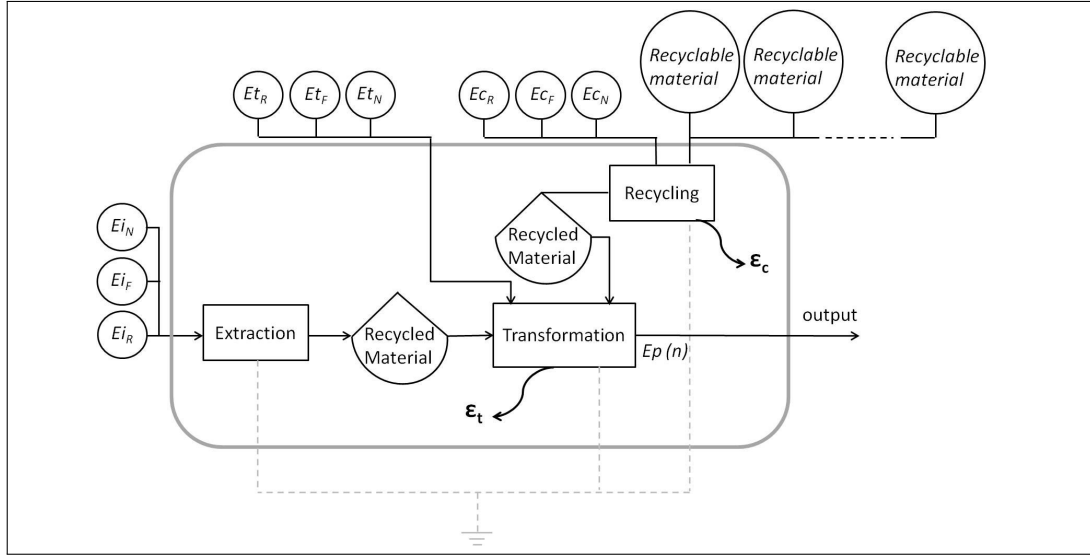 Recyclable
material
Recyclable
material
Recyclable
material
Et_R
Et_F
Et_N
Ec_R
Ec_F
Ec_N
Recycling
Ei_N
Recycled
Material
ε_c
Ei_F
Ei_R
Extraction
Recycled
Material
Transformation
output
Ep (n)
ε_t